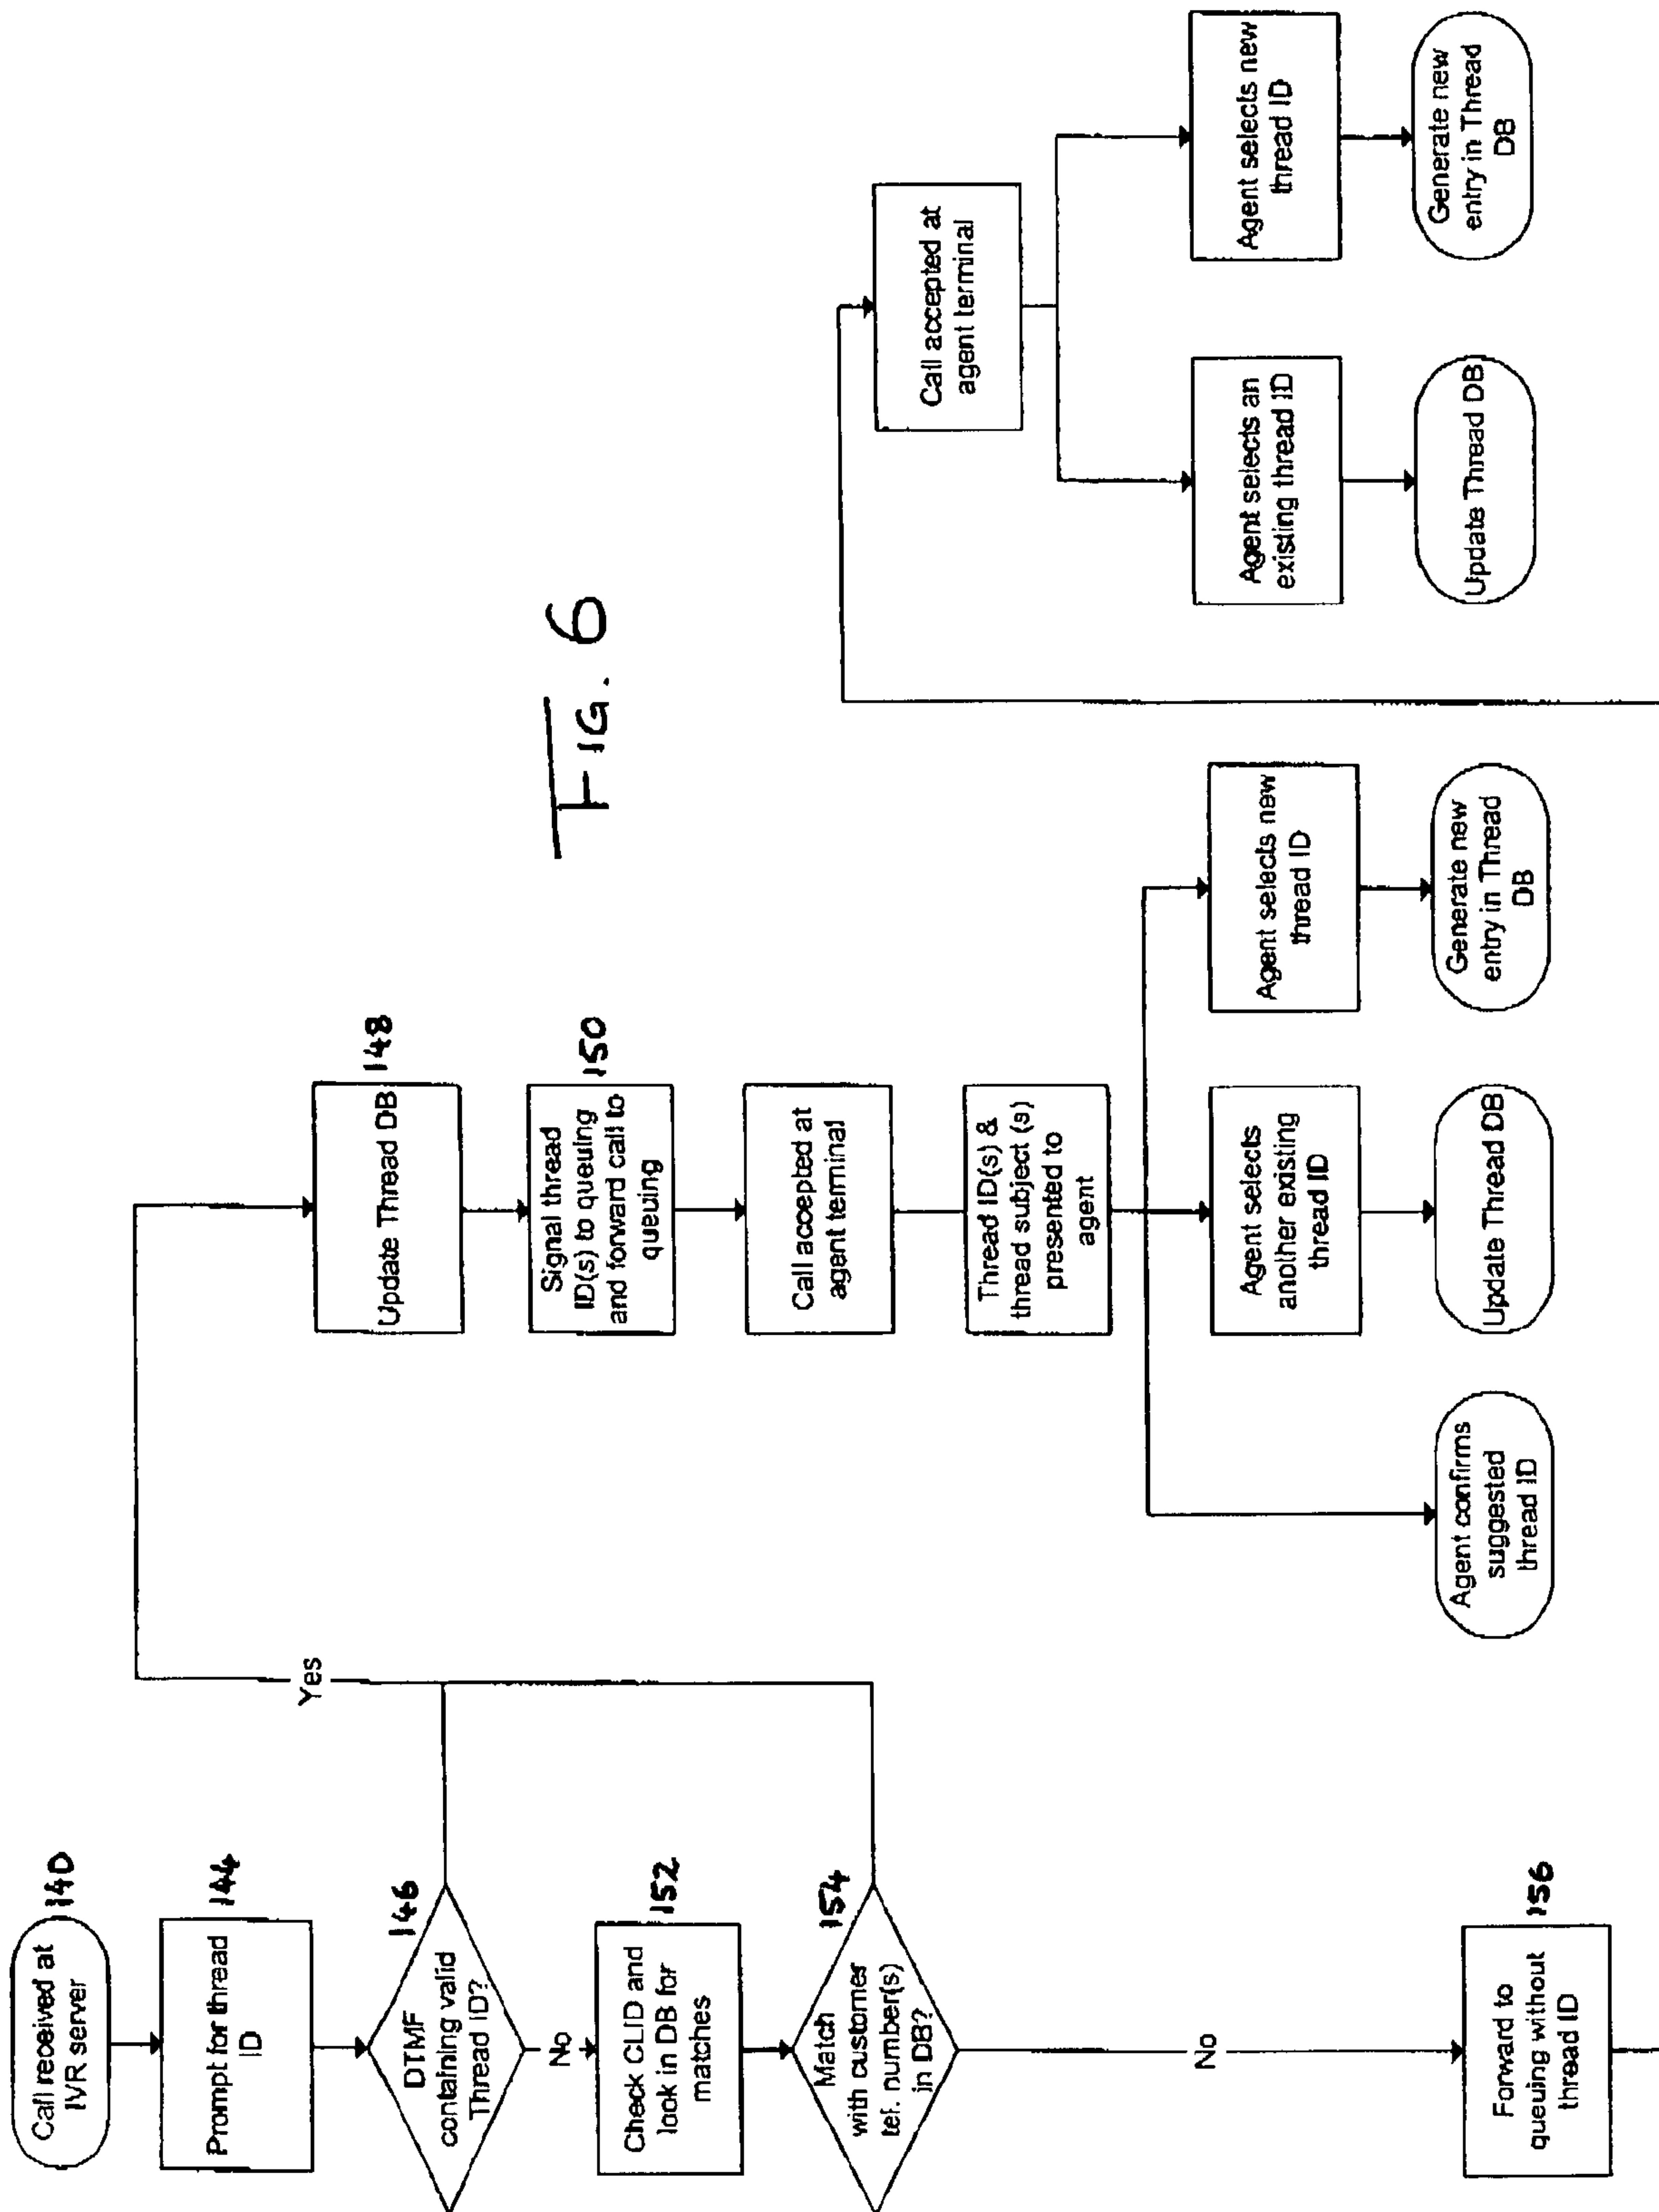 Call received at
IVR server
140
Prompt for thread
ID
144
DTMF
containing valid
Thread ID?
146
Yes
No
Check CLID and
look in DB for
matches
152
Match
with customer
tel. number(s)
in DB?
154
No
Forward to
queuing without
thread ID
156
Update Thread DB
148
Signal thread
ID(s) to queuing
and forward call to
queuing
150
Call accepted at
agent terminal
Thread ID(s) &
thread subject (s)
presented to
agent
Agent confirms
suggested
thread ID
Agent selects
another existing
thread ID
Update Thread DB
Agent selects new
thread ID
Generate new
entry in Thread
DB
FIG. 6
Call accepted at
agent terminal
Agent selects an
existing thread ID
Update Thread DB
Agent selects new
thread ID
Generate new
entry in Thread
DB